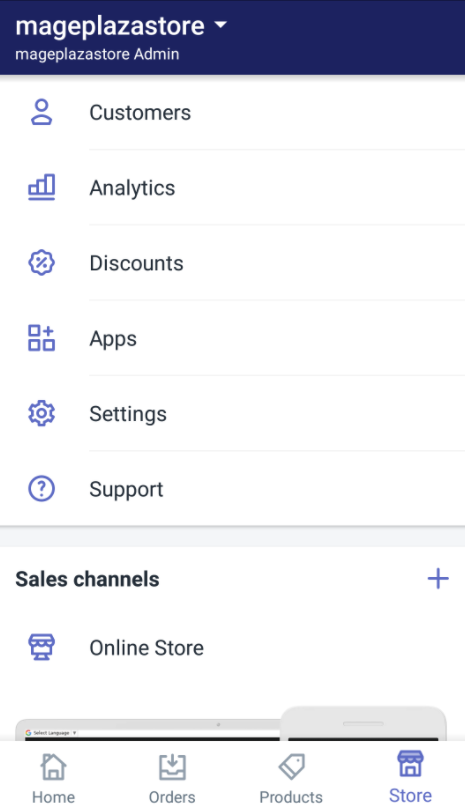 mageplazastore
mageplazastore Admin
Customers
Analytics
Discounts
Apps
Settings
Support
Sales channels
Online Store
G Select Language ▼
Home
Orders
Products
Store